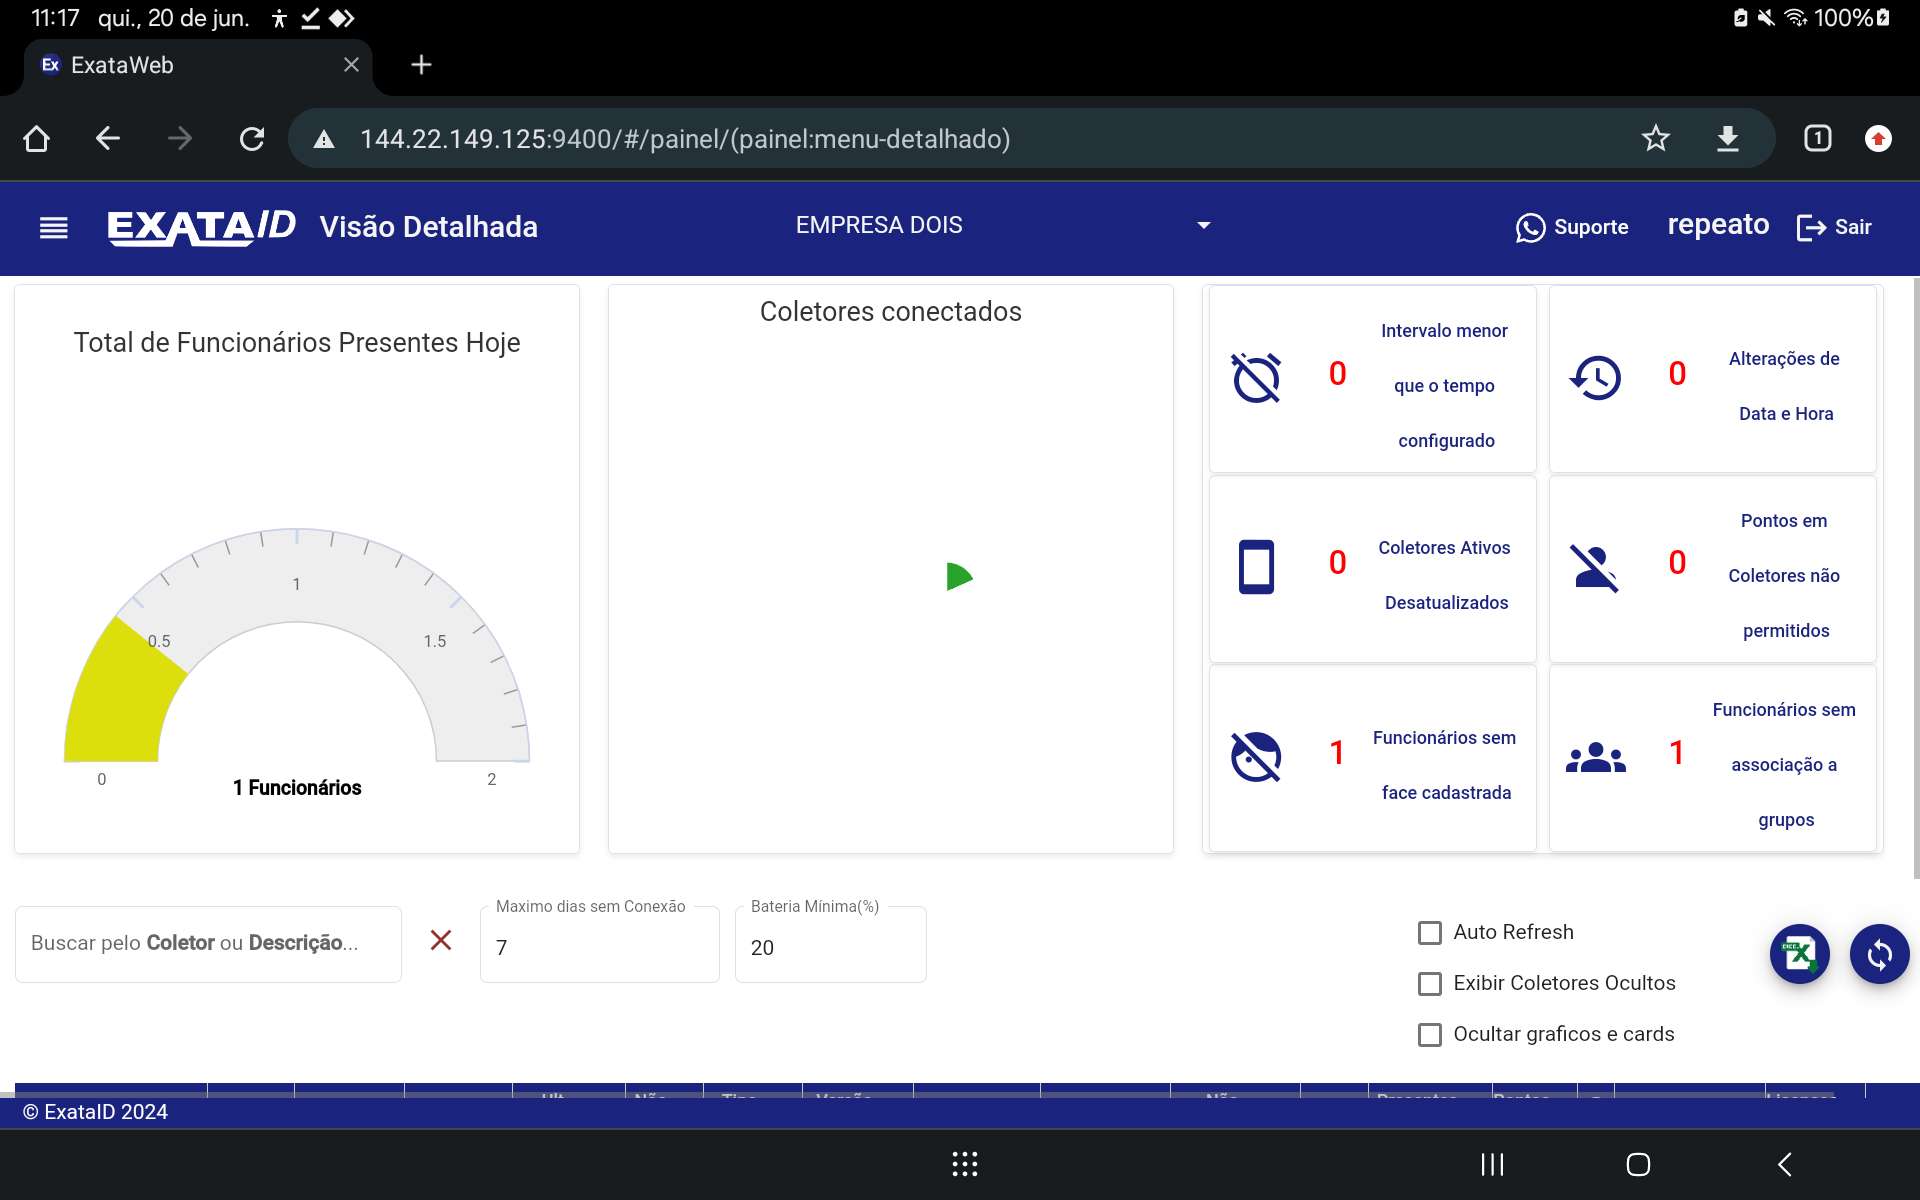 11:17 qui., 20 de jun.
100%
Ex ExataWeb
144.22.149.125:9400/#/painel/(painel:menu-detalhado)
1
EXATAID Visão Detalhada
EMPRESA DOIS
Suporte
repeato
Sair
Total de Funcionários Presentes Hoje
0
0.5
1
1.5
2
1 Funcionários
Coletores conectados
0
Intervalo menor
que o tempo
configurado
0
Alterações de
Data e Hora
0
Coletores Ativos
Desatualizados
0
Pontos em
Coletores não
permitidos
1
Funcionários sem
face cadastrada
1
Funcionários sem
associação a
grupos
Buscar pelo Coletor ou Descrição...
Maximo dias sem Conexão
7
Bateria Mínima(%)
20
Auto Refresh
Exibir Coletores Ocultos
Ocultar graficos e cards
© ExataID 2024